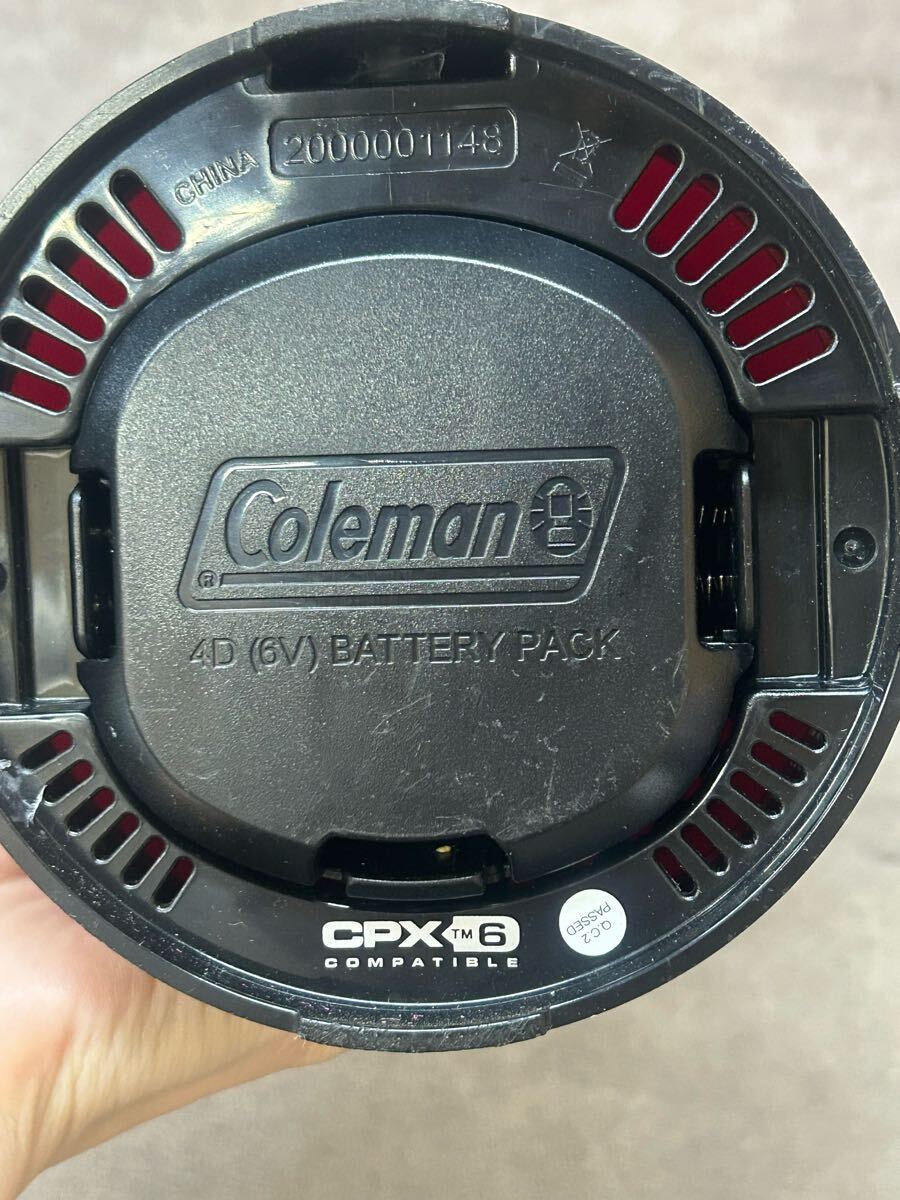 2000001148
CHINA
Coleman
®
4D (6V) BATTERY PACK
CPX™6
COMPATIBLE
Q.C.2
PASSED